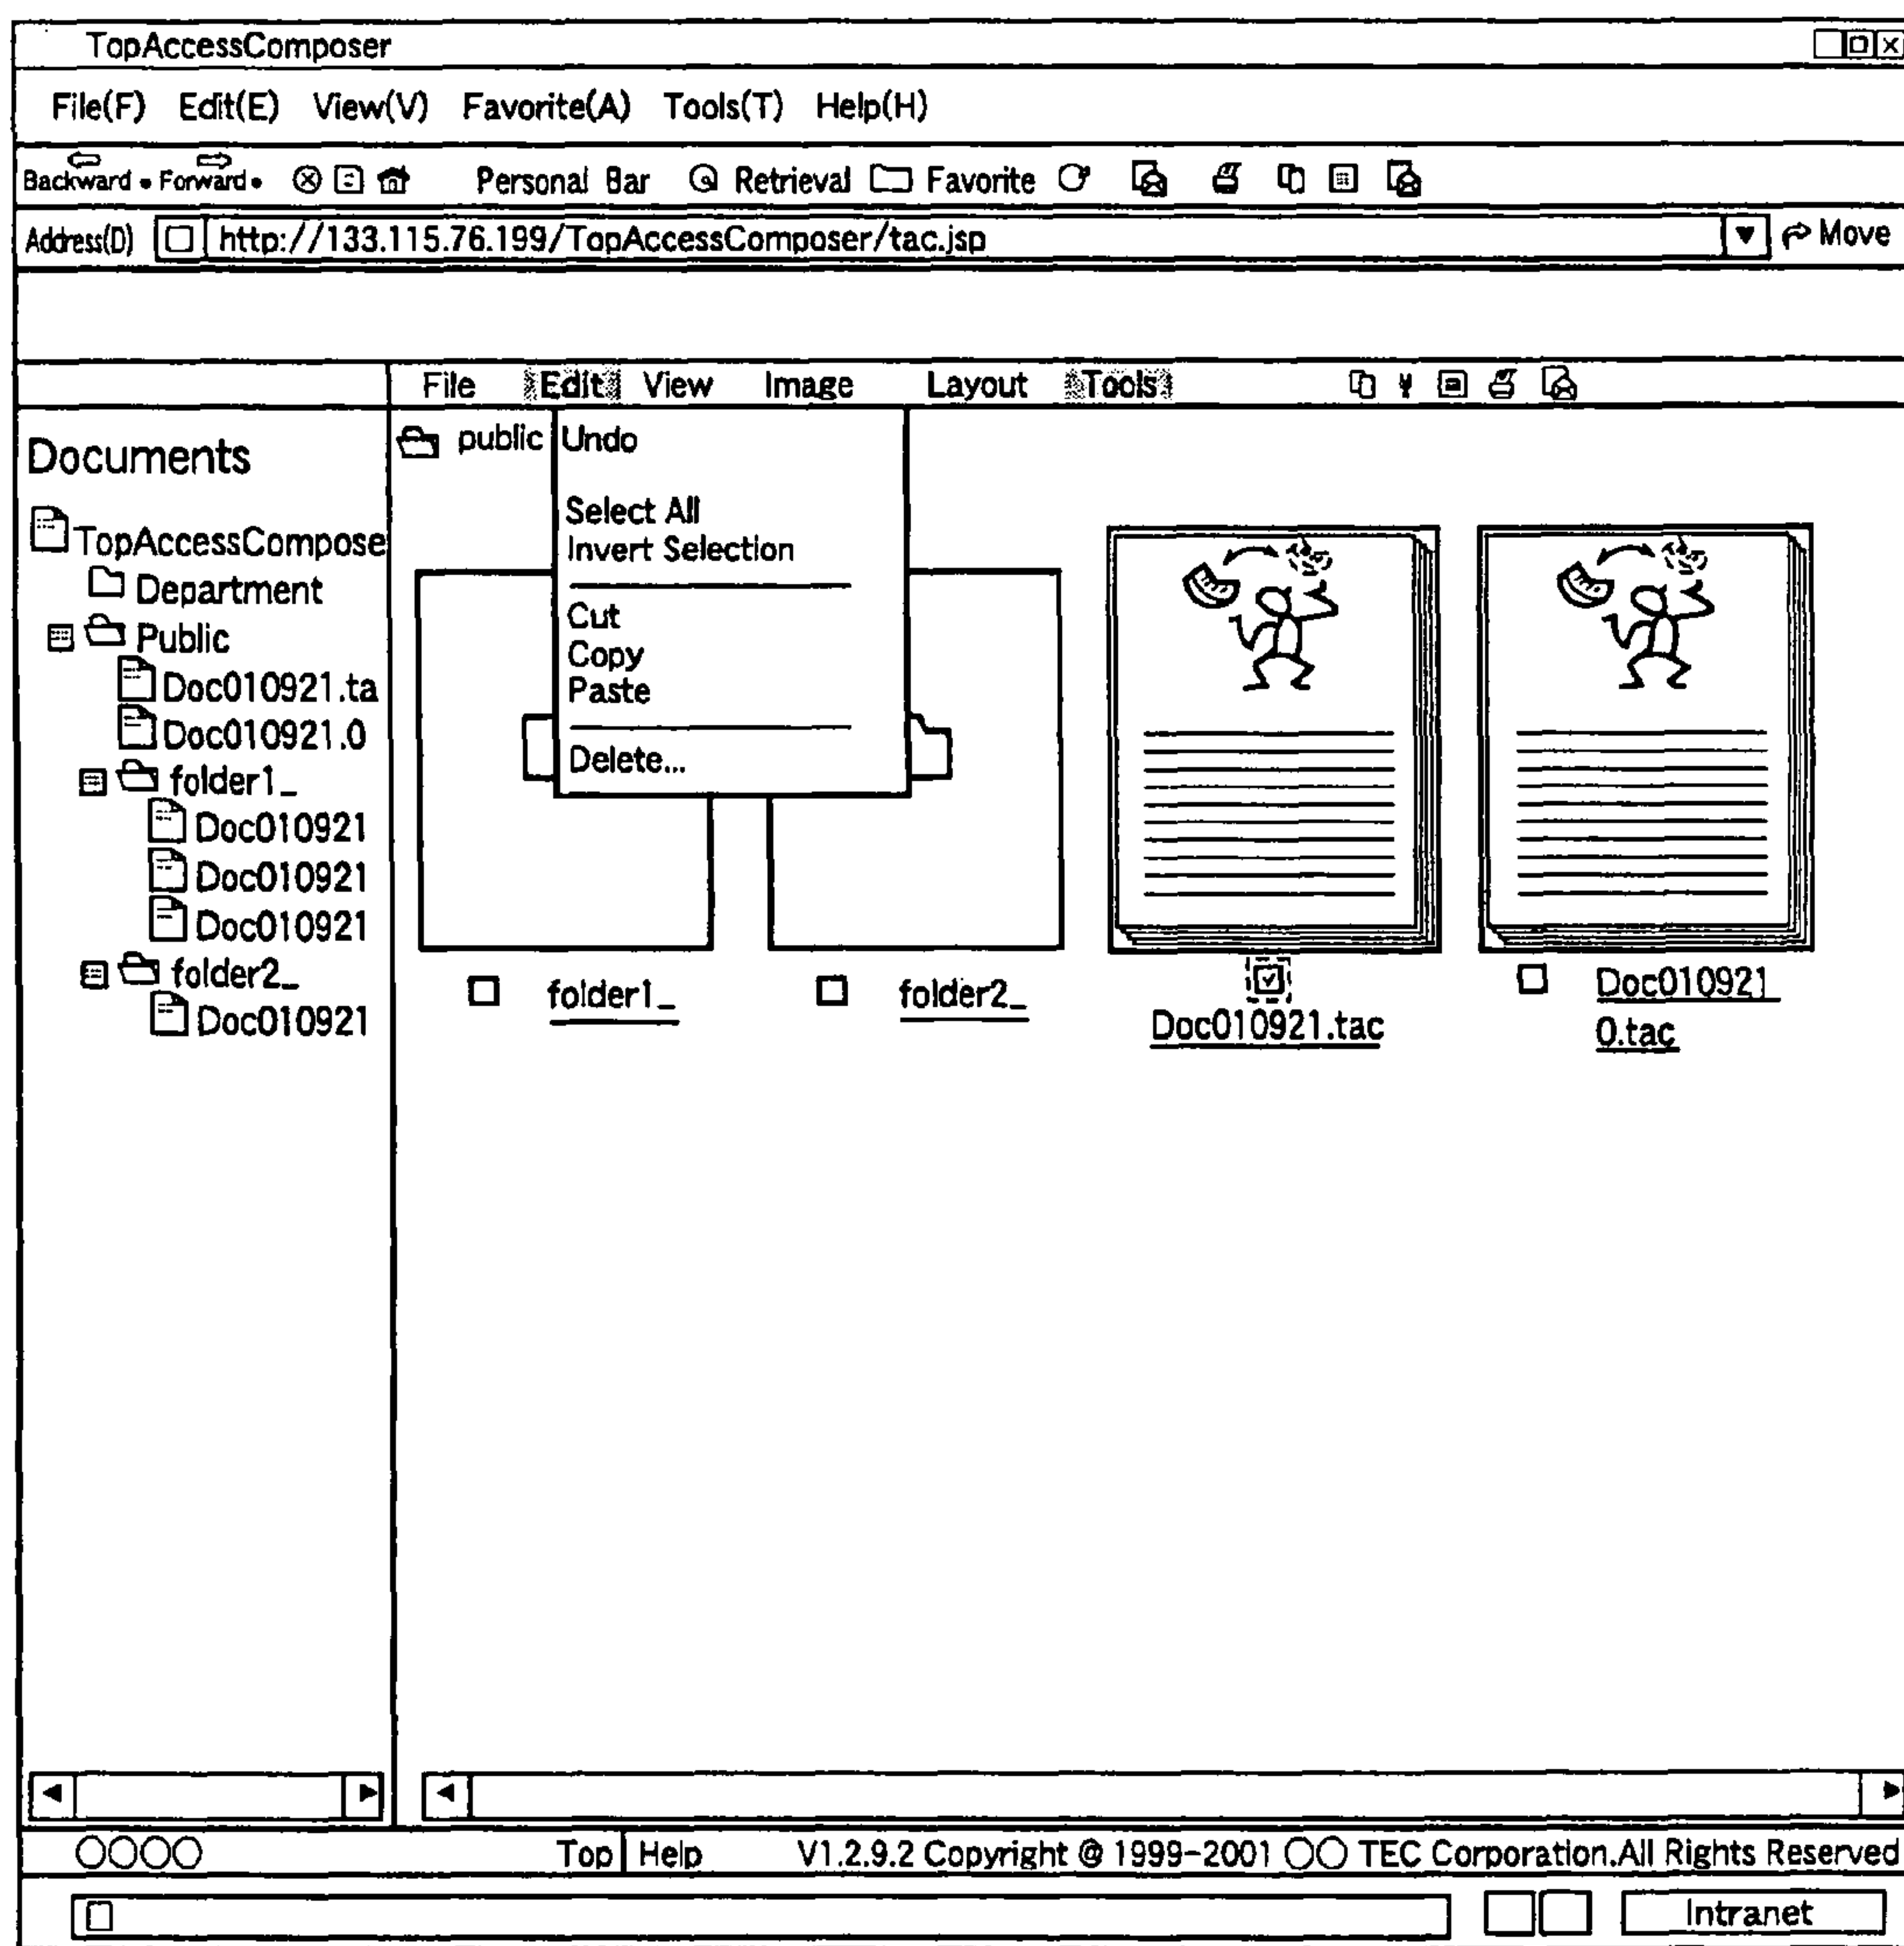 TopAccessComposer
File(F) Edit(E) View(V) Favorite(A) Tools(T) Help(H)
Backward • Forward • Personal Bar Retrieval Favorite
Address(D) http://133.115.76.199/TopAccessComposer/tac.jsp Move
File Edit View Image Layout Tools
Documents
TopAccessCompose
Department
Public
Doc010921.ta
Doc010921.0
folder1_
Doc010921
Doc010921
Doc010921
folder2_
Doc010921
public
Undo
Select All
Invert Selection
Cut
Copy
Paste
Delete...
folder1_
folder2_
Doc010921.tac
Doc010921
0.tac
○○○○ Top | Help V1.2.9.2 Copyright @ 1999-2001 ○○ TEC Corporation.All Rights Reserved
Intranet